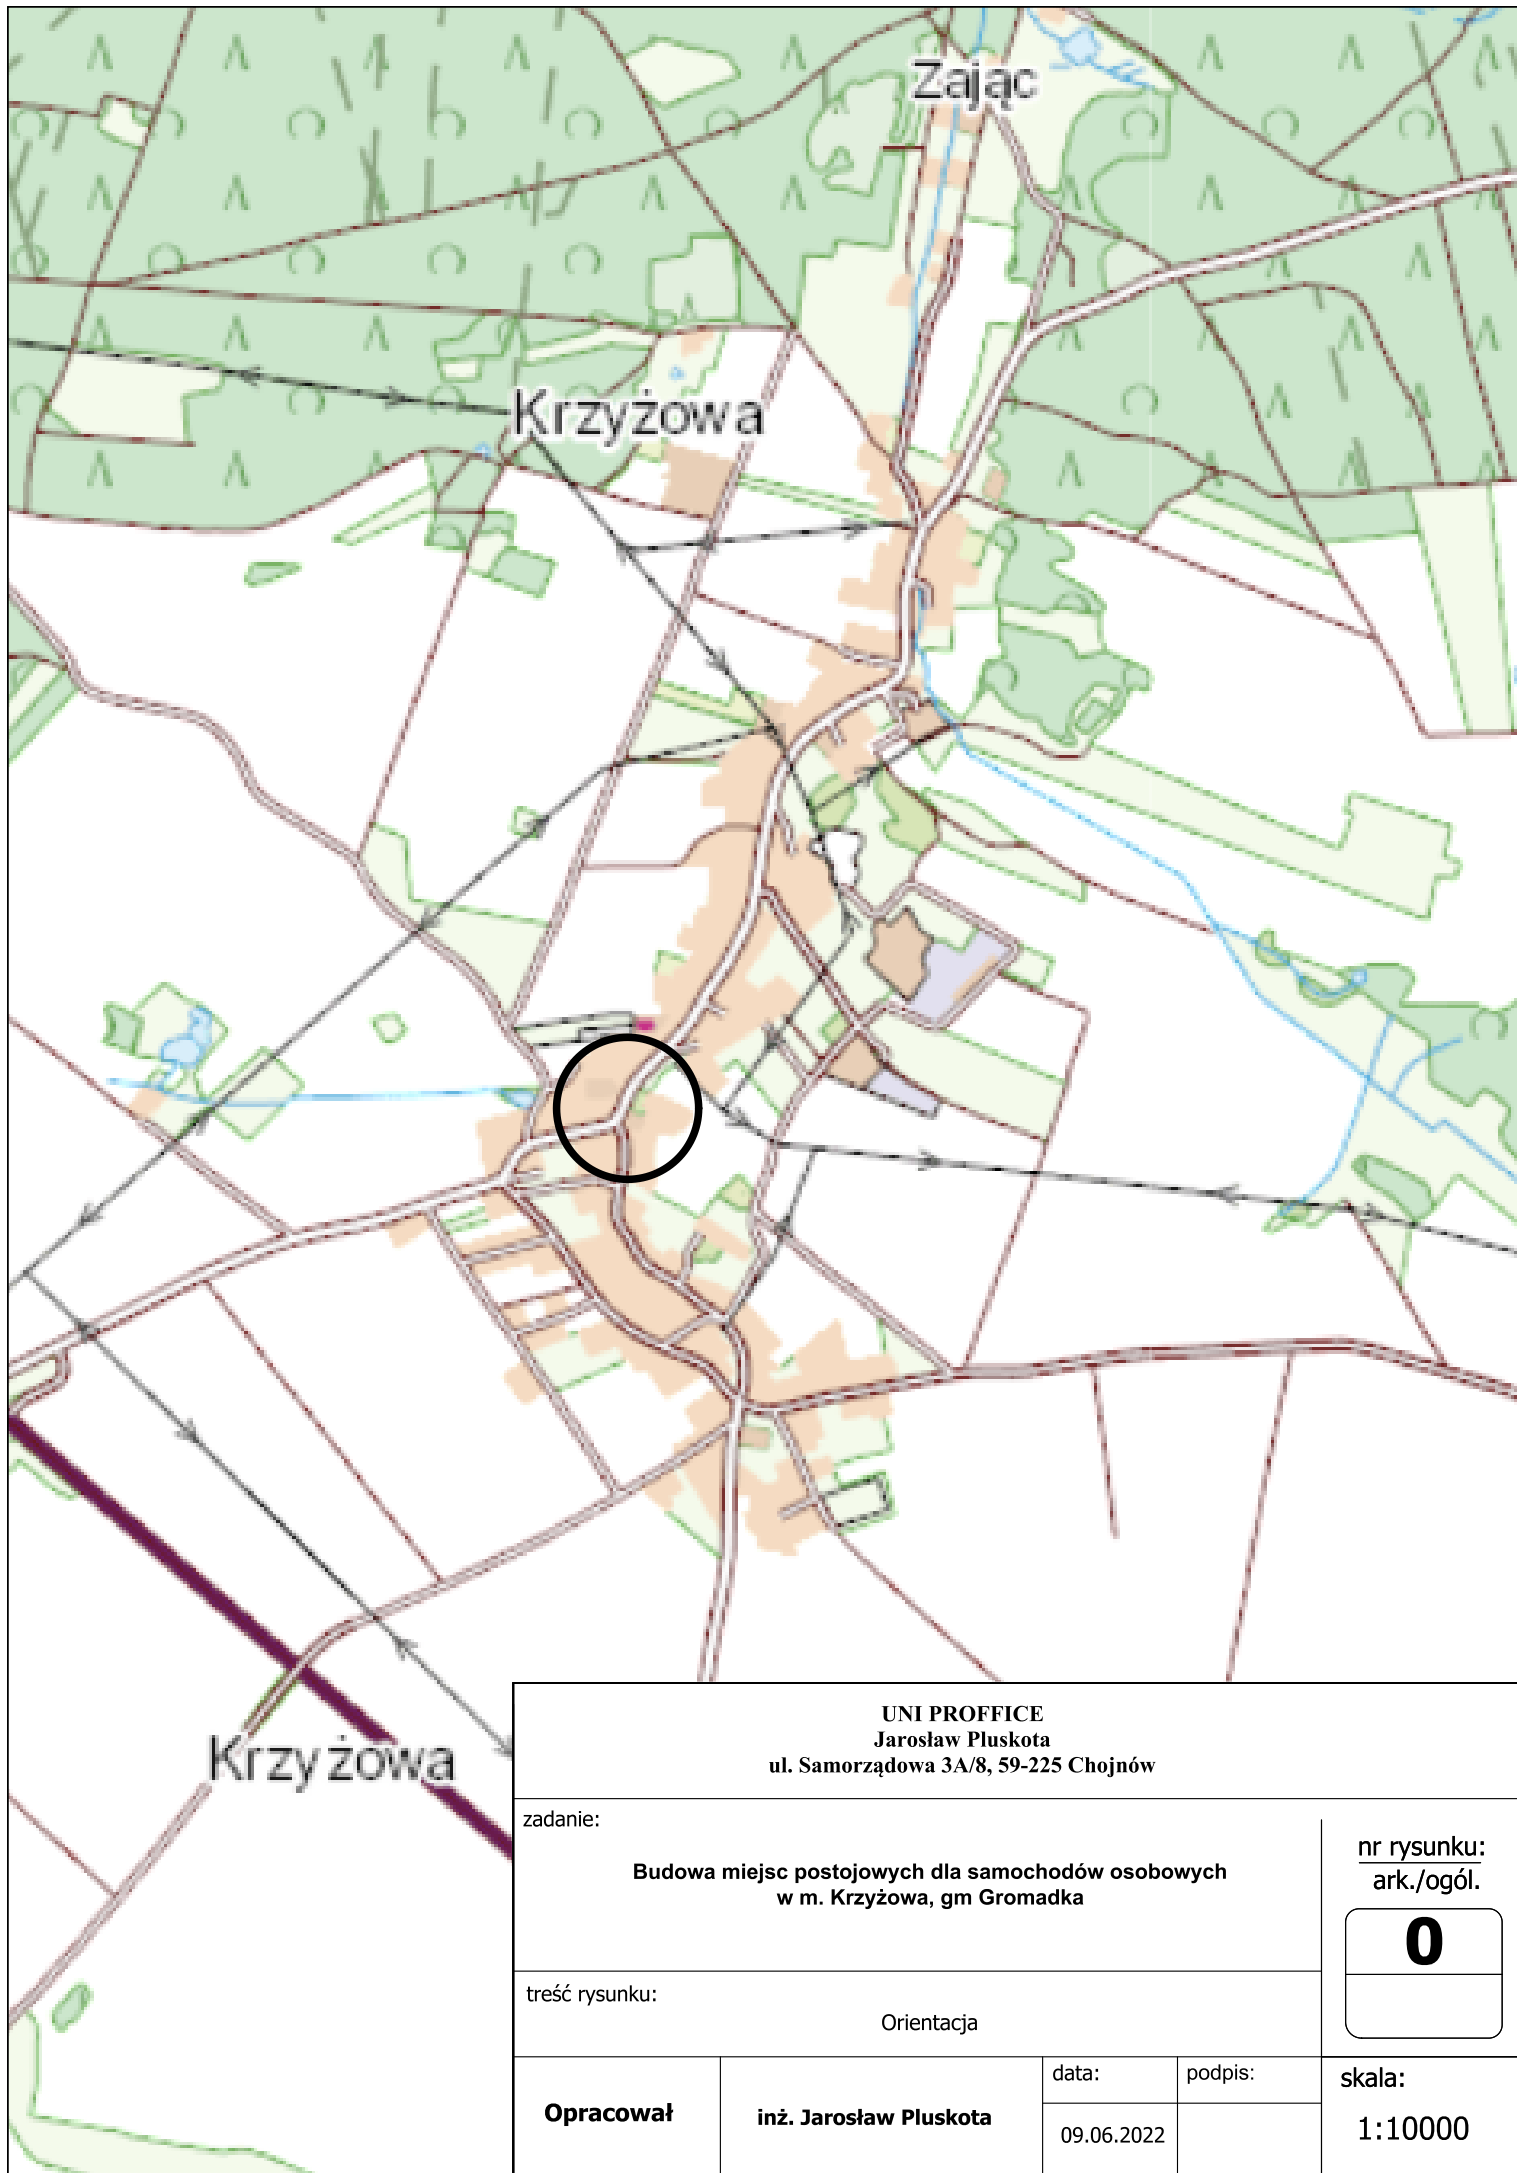 Zając
Krzyżowa
Krzyżowa
UNI PROFFICE
Jarosław Pluskota
ul. Samorządowa 3A/8, 59-225 Chojnów
zadanie:
Budowa miejsc postojowych dla samochodów osobowych
w m. Krzyżowa, gm Gromadka
nr rysunku:
ark./ogól.
0
treść rysunku:
Orientacja
Opracował
inż. Jarosław Pluskota
data:
09.06.2022
podpis:
skala:
1:10000